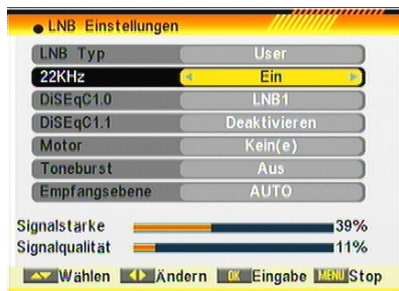 LNB Einstellungen
LNB Typ User
22KHz Ein
DiSEqC1.0 LNB1
DiSEqC1.1 Deaktivieren
Motor Kein(e)
Toneburst Aus
Empfangsebene AUTO
Signalstärke 39%
Signalqualität 11%
Wählen Ändern OK Eingabe MENU Stop